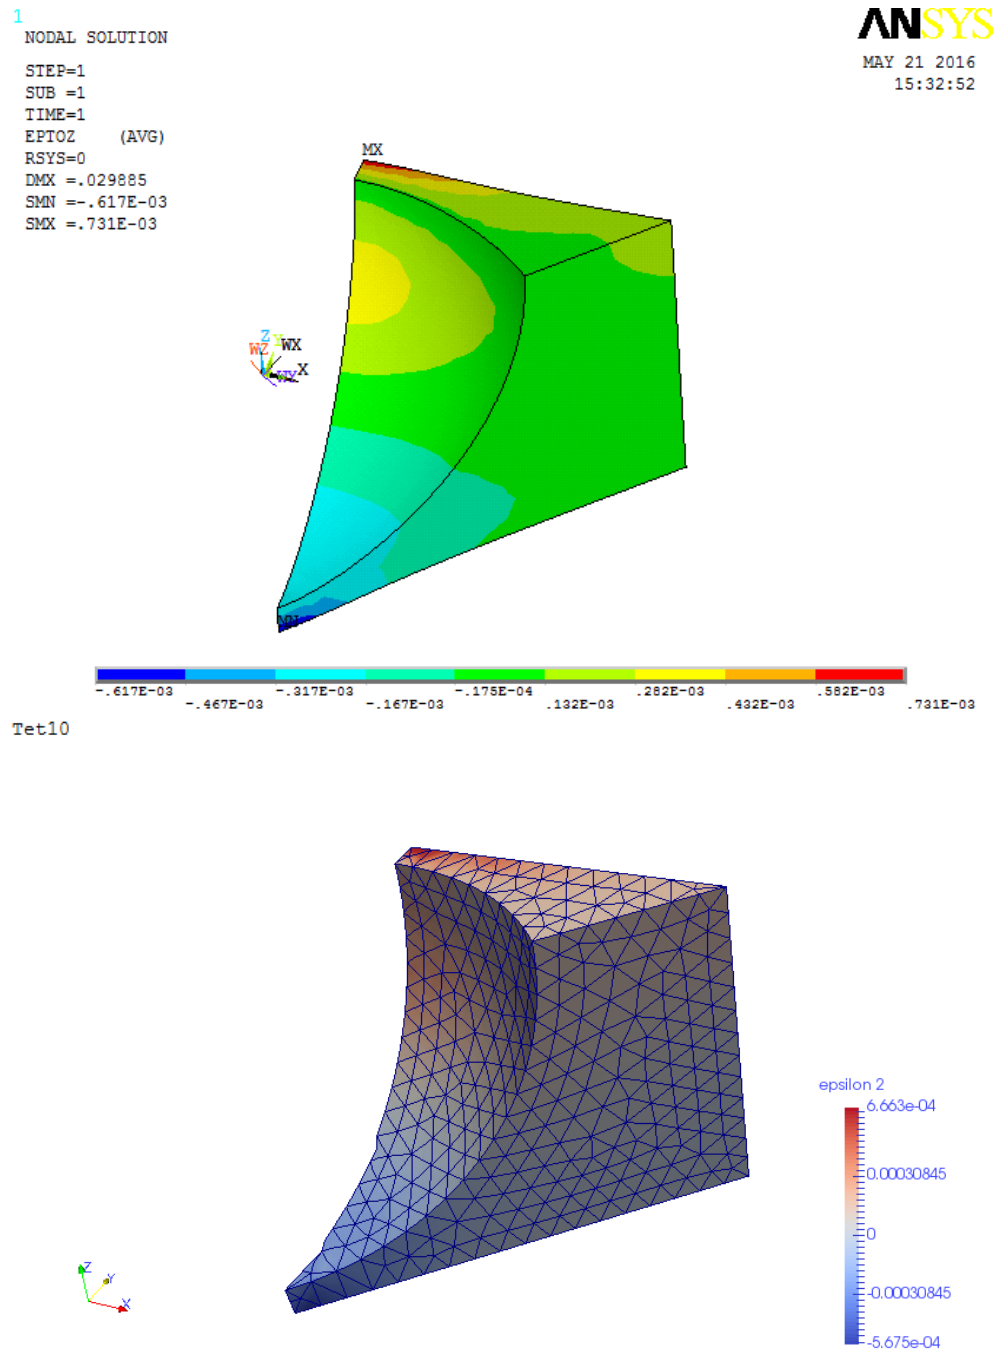 1
NODAL SOLUTION
ANSYS
MAY 21 2016
15:32:52
STEP=1
SUB =1
TIME=1
EPTOZ (AVG)
RSYS=0
DMX =.029885
SMN =-.617E-03
SMX =.731E-03
MX
Z Y
WZ WX
WY X
MN
-.617E-03 -.317E-03 -.175E-04 .282E-03 .582E-03
-.467E-03 -.167E-03 .132E-03 .432E-03 .731E-03
Tet10
epsilon 2
6.663e-04
0.00030845
0
-0.00030845
-5.675e-04
Z
Y
X